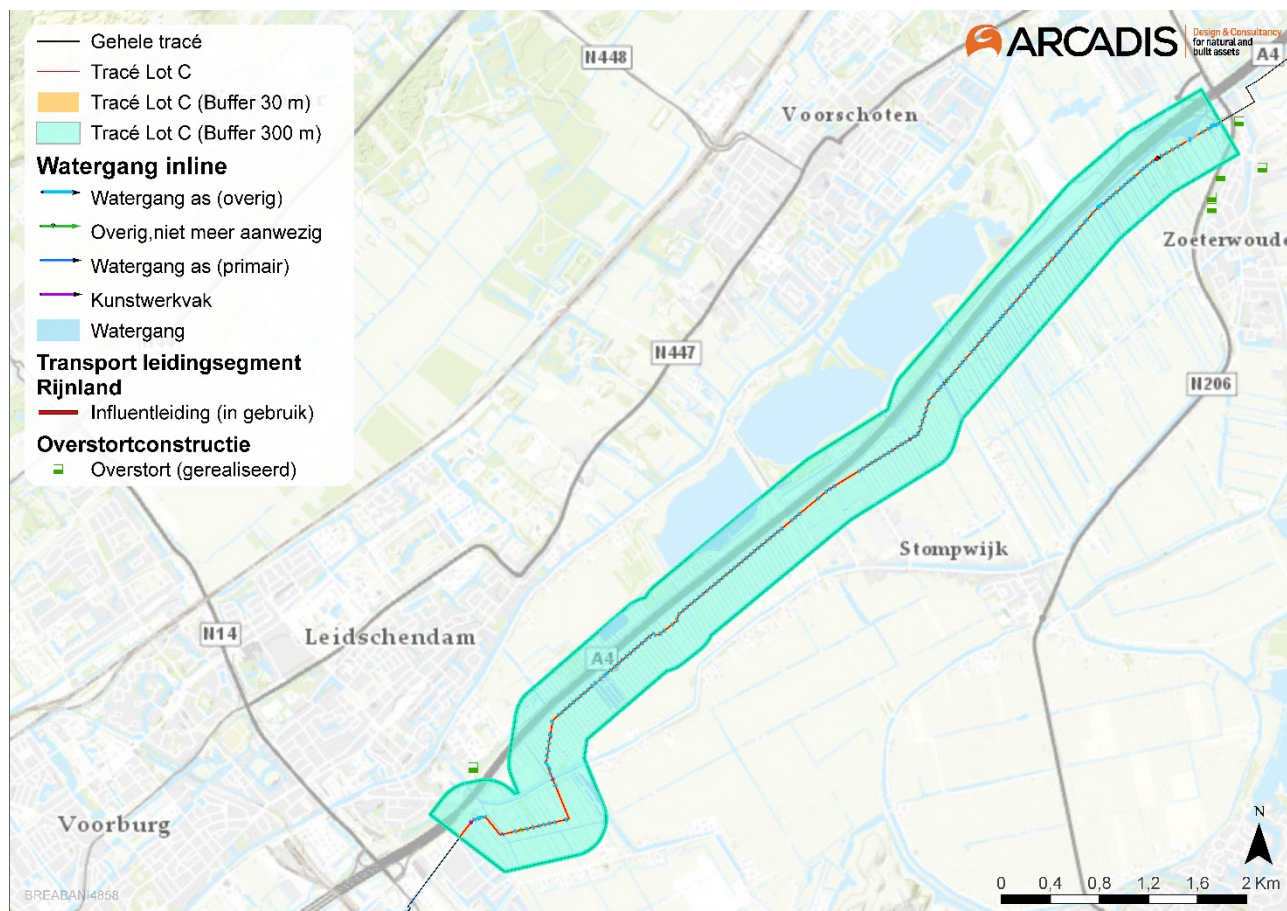 Gehele tracé
Tracé Lot C
Tracé Lot C (Buffer 30 m)
Tracé Lot C (Buffer 300 m)
Watergang inline
Watergang as (overig)
Overig,niet meer aanwezig
Watergang as (primair)
Kunstwerkvak
Watergang
Transport leidingsegment
Rijnland
Influentleiding (in gebruik)
Overstortconstructie
Overstort (gerealiseerd)
ARCADIS
Design & Consultancy
for natural and
built assets
A4
N448
Voorschoten
Zoeterwoude
N447
N206
Stompwijk
N14
Leidschendam
A4
Voorburg
BREABANI4858
N
0 0,4 0,8 1,2 1,6 2 Km